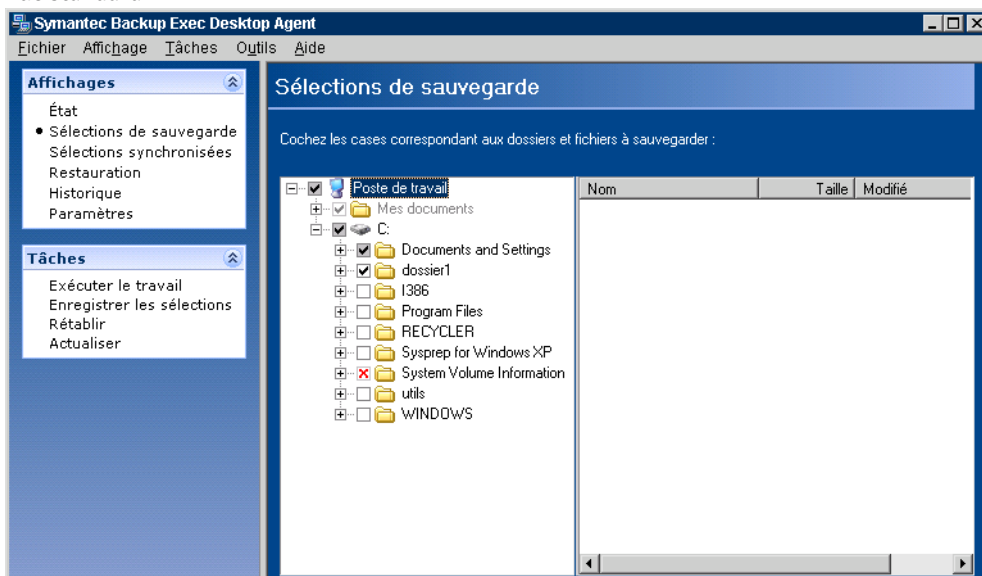 Symantec Backup Exec Desktop Agent
Fichier Affichage Tâches Outils Aide
Affichages
État
Sélections de sauvegarde
Sélections synchronisées
Restauration
Historique
Paramètres
Tâches
Exécuter le travail
Enregistrer les sélections
Rétablir
Actualiser
Sélections de sauvegarde
Cochez les cases correspondant aux dossiers et fichiers à sauvegarder :
Poste de travail
Mes documents
C:
Documents and Settings
dossier1
I386
Program Files
RECYCLER
Sysprep for Windows XP
System Volume Information
utils
WINDOWS
Nom Taille Modifié